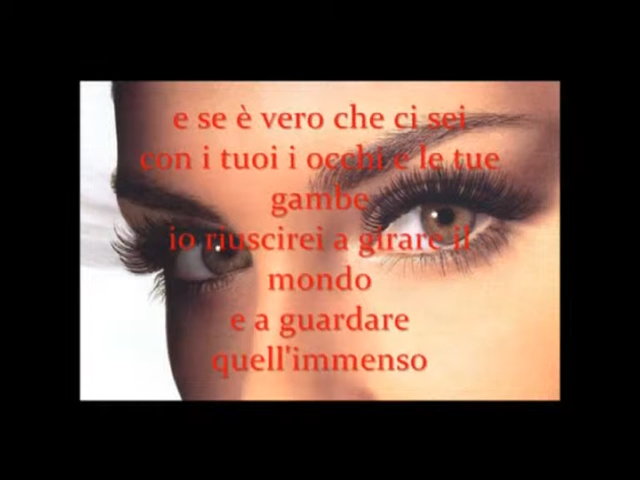 e se è vero che ci sei
con i tuoi i occhi e le tue
gambe
io riuscirei a girare il
mondo
e a guardare
quell'immenso